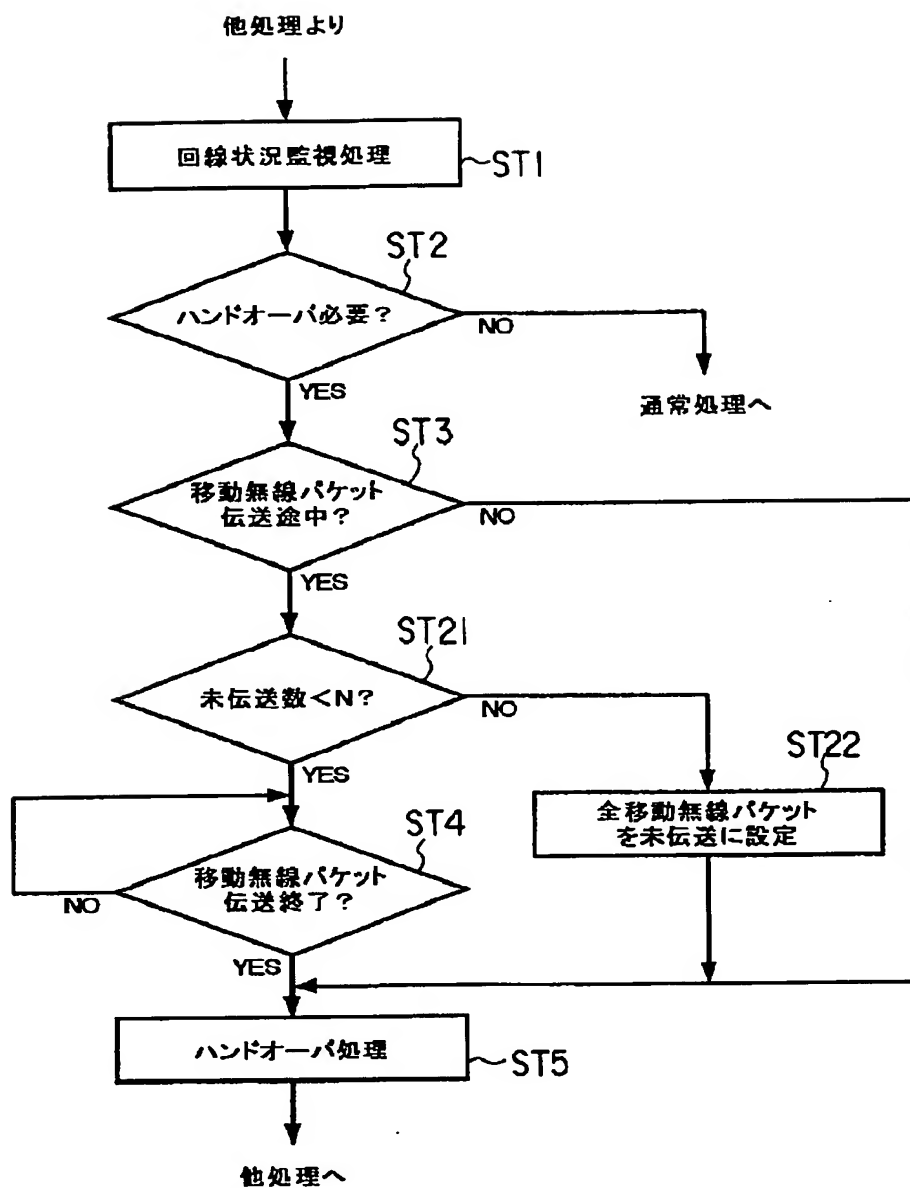 他処理より
回線状況監視処理
ST1
ST2
ハンドオーバ必要?
NO
YES
通常処理へ
ST3
移動無線パケット
伝送途中?
NO
YES
ST21
未伝送数<N?
NO
YES
ST22
全移動無線パケット
を未伝送に設定
ST4
移動無線パケット
伝送終了?
NO
YES
ハンドオーバ処理
ST5
他処理へ